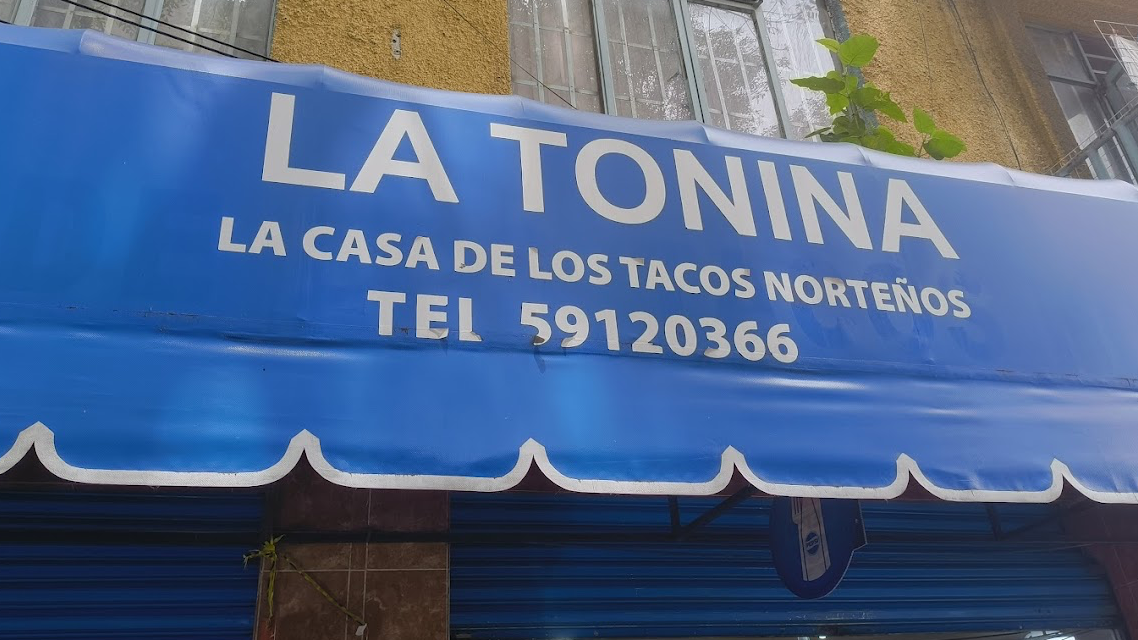 LA TONINA
LA CASA DE LOS TACOS NORTEÑOS
TEL 59120366